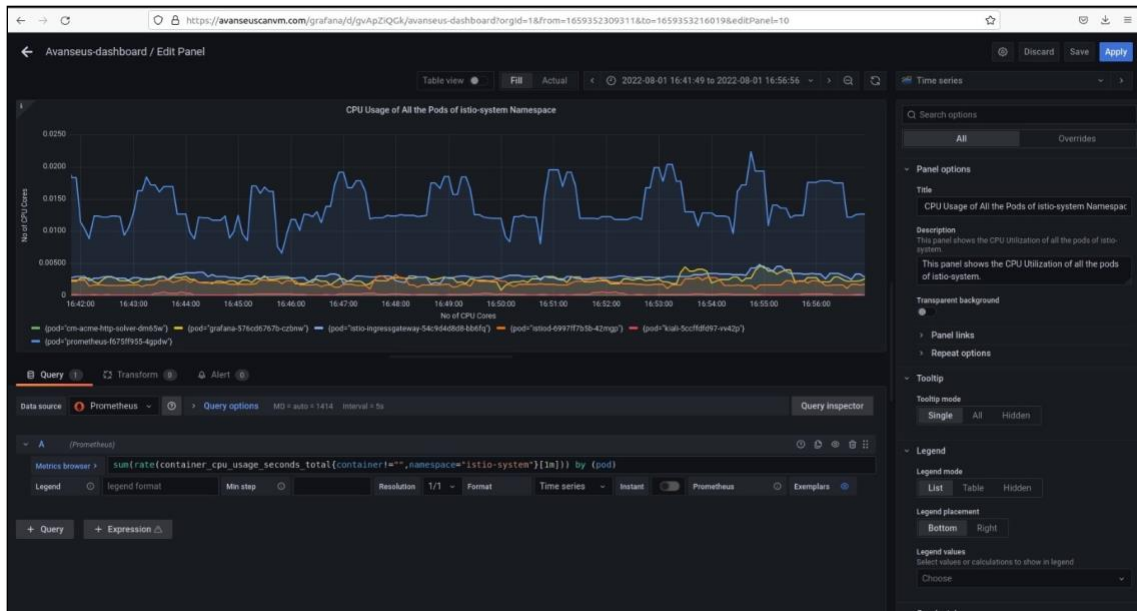 https://avanseuscanvm.com/grafana/d/gvApZiQGk/avanseus-dashboard?orgId=1&from=1659352309311&to=1659353216019&editPanel=10
Avanseus-dashboard / Edit Panel
Discard Save Apply
Table view Fill Actual 2022-08-01 16:41:49 to 2022-08-01 16:56:56
Time series
CPU Usage of All the Pods of istio-system Namespace
No of CPU Cores
0.0250
0.0200
0.0150
0.0100
0.00500
0
16:42:00 16:43:00 16:44:00 16:45:00 16:46:00 16:47:00 16:48:00 16:49:00 16:50:00 16:51:00 16:52:00 16:53:00 16:54:00 16:55:00 16:56:00
No of CPU Cores
{pod="cm-acme-http-solver-dm65w"} {pod="grafana-576cd6767b-czbnw"} {pod="istio-ingressgateway-54c9d4d8d8-bb6fq"} {pod="istiod-6997ff7b5b-42mgp"} {pod="kiali-5ccffdfd97-vv42p"}
{pod="prometheus-f675ff955-4gpdw"}
Query 1 Transform 0 Alert 0
Data source Prometheus Query options MD = auto = 1414 Interval = 5s Query inspector
A (Prometheus)
Metrics browser > sum(rate(container_cpu_usage_seconds_total{container!="",namespace="istio-system"}[1m])) by (pod)
Legend legend format Min step Resolution 1/1 Format Time series Instant Prometheus Exemplars
+ Query + Expression
Search options
All Overrides
Panel options
Title
CPU Usage of All the Pods of istio-system Namespac
Description
This panel shows the CPU Utilization of all the pods of istio-
system.
This panel shows the CPU Utilization of all the pods
of istio-system.
Transparent background
Panel links
Repeat options
Tooltip
Tooltip mode
Single All Hidden
Legend
Legend mode
List Table Hidden
Legend placement
Bottom Right
Legend values
Select values or calculations to show in legend
Choose